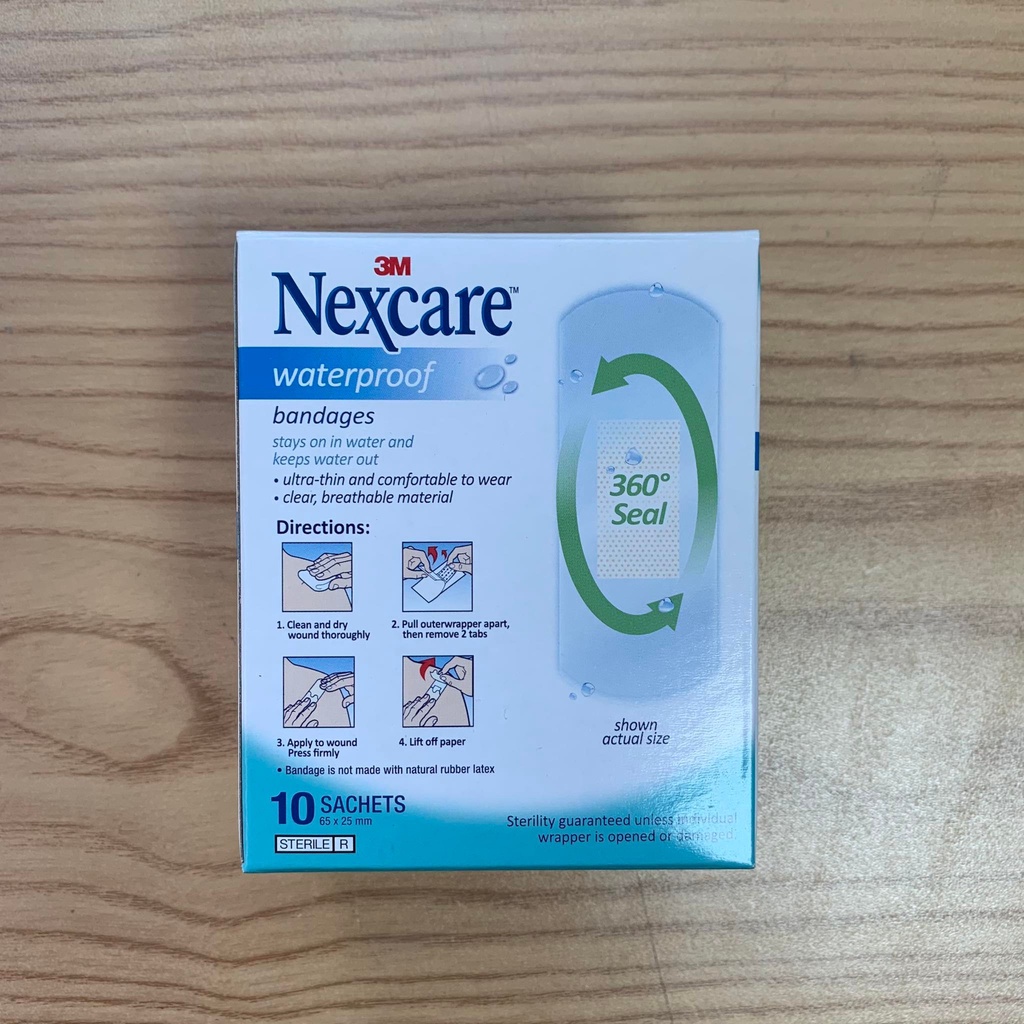 3M
Nexcare™
waterproof
bandages
stays on in water and
keeps water out
• ultra-thin and comfortable to wear
• clear, breathable material
Directions:
1. Clean and dry
wound thoroughly
2. Pull outerwrapper apart,
then remove 2 tabs
3. Apply to wound
Press firmly
4. Lift off paper
• Bandage is not made with natural rubber latex
10 SACHETS
65 x 25 mm
STERILE R
360°
Seal
shown
actual size
Sterility guaranteed unless individual
wrapper is opened or damaged.